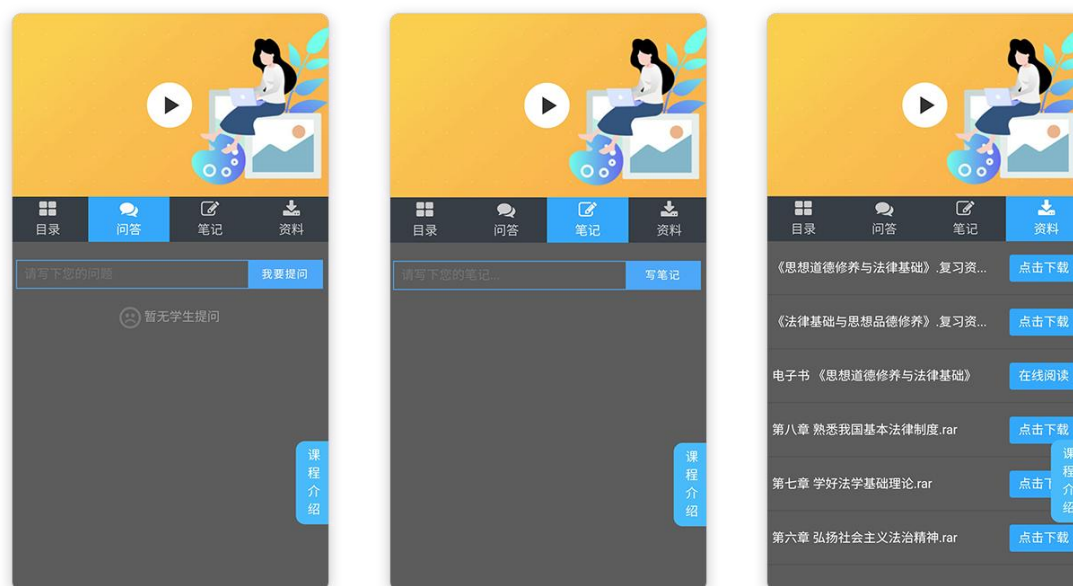 目录 问答 笔记 资料
请写下您的问题 我要提问
暂无学生提问
课
程
介
绍
目录 问答 笔记 资料
请写下您的笔记... 写笔记
课
程
介
绍
目录 问答 笔记 资料
《思想道德修养与法律基础》.复习资... 点击下载
《法律基础与思想品德修养》.复习资... 点击下载
电子书 《思想道德修养与法律基础》 在线阅读
第八章 熟悉我国基本法律制度.rar 点击下载
第七章 学好法学基础理论.rar 点击
第六章 弘扬社会主义法治精神.rar 点击下载
课
程
介
绍